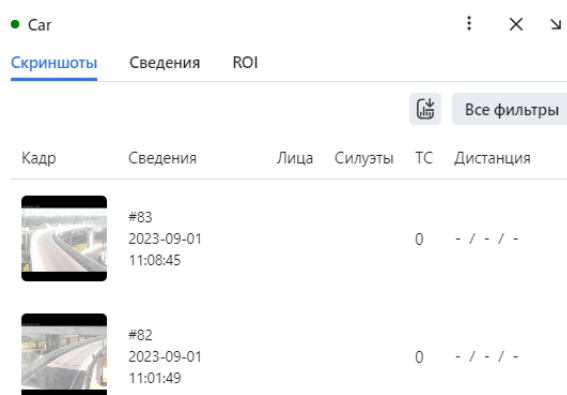 Car
Скриншоты Сведения ROI
Все фильтры
Кадр Сведения Лица Силуэты ТС Дистанция
#83
2023-09-01
11:08:45
0 - / - / -
#82
2023-09-01
11:01:49
0 - / - / -